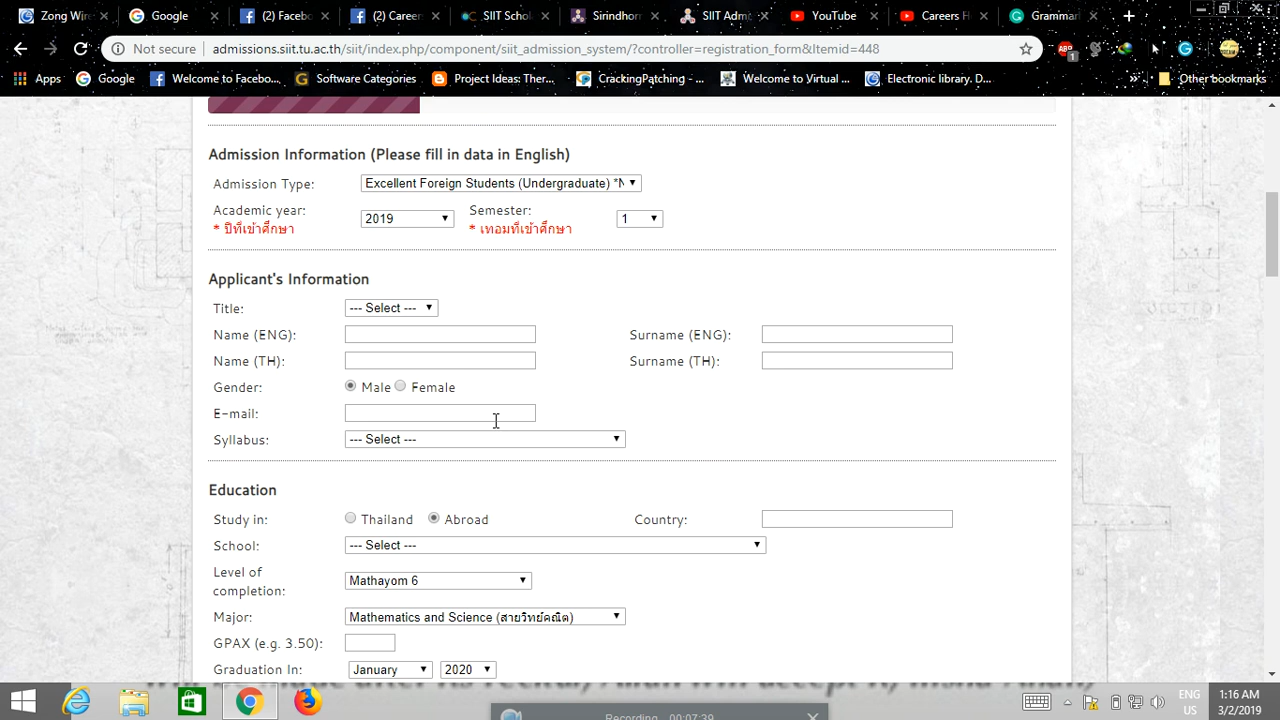 Zong Wire
Google
(2) Facebo
(2) Career
SIIT Schol
Sirindhorn
SIIT Adm
YouTube
Careers H
Grammar
Not secure
admissions.siit.tu.ac.th/siit/index.php/component/siit_admission_system/?controller=registration_form&Itemid=448
Apps
Google
Welcome to Facebo...
Software Categories
Project Ideas: Ther...
CrackingPatching - ...
Welcome to Virtual ...
Electronic library. D...
Other bookmarks
Admission Information (Please fill in data in English)
Admission Type: Excellent Foreign Students (Undergraduate) *N
Academic year: 2019 Semester: 1
* ปีที่เข้าศึกษา * เทอมที่เข้าศึกษา
Applicant's Information
Title: --- Select ---
Name (ENG): Surname (ENG):
Name (TH): Surname (TH):
Gender: Male Female
E-mail:
Syllabus: --- Select ---
Education
Study in: Thailand Abroad Country:
School: --- Select ---
Level of
completion: Mathayom 6
Major: Mathematics and Science (สายวิทย์คณิต)
GPAX (e.g. 3.50):
Graduation In: January 2020
ENG 1:16 AM
US 3/2/2019
Recording... 00:07:39